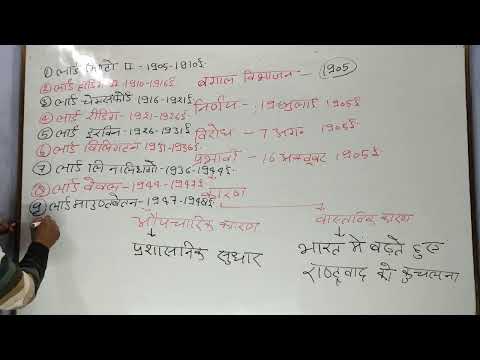 ① लार्ड मिन्टो II - 1905-1910ई.
② लार्ड हार्डिंग II 1910-1916ई.
③ लार्ड चेम्सफोर्ड 1916-1921ई.
④ लार्ड रीडिंग - 1921-1926ई.
⑤ लार्ड इरविन - 1926-1931ई.
⑥ लार्ड विलिंगटन 1931-1936ई.
⑦ लार्ड लिनलिथगो - 1936-1944ई.
⑧ लार्ड वेवल - 1944-1947ई.
⑨ लार्ड माउण्टबेटन - 1947-1948ई.
बंगाल विभाजन - 1905
निर्णय - 19 जुलाई 1905ई.
विरोध - 7 अगस्त 1905ई.
प्रभावी - 16 अक्टूबर 1905ई.
कारण
औपचारिक कारण
प्रशासनिक सुधार
वास्तविक कारण
भारत में बढ़ते हुए
राष्ट्रवाद को कुचलना